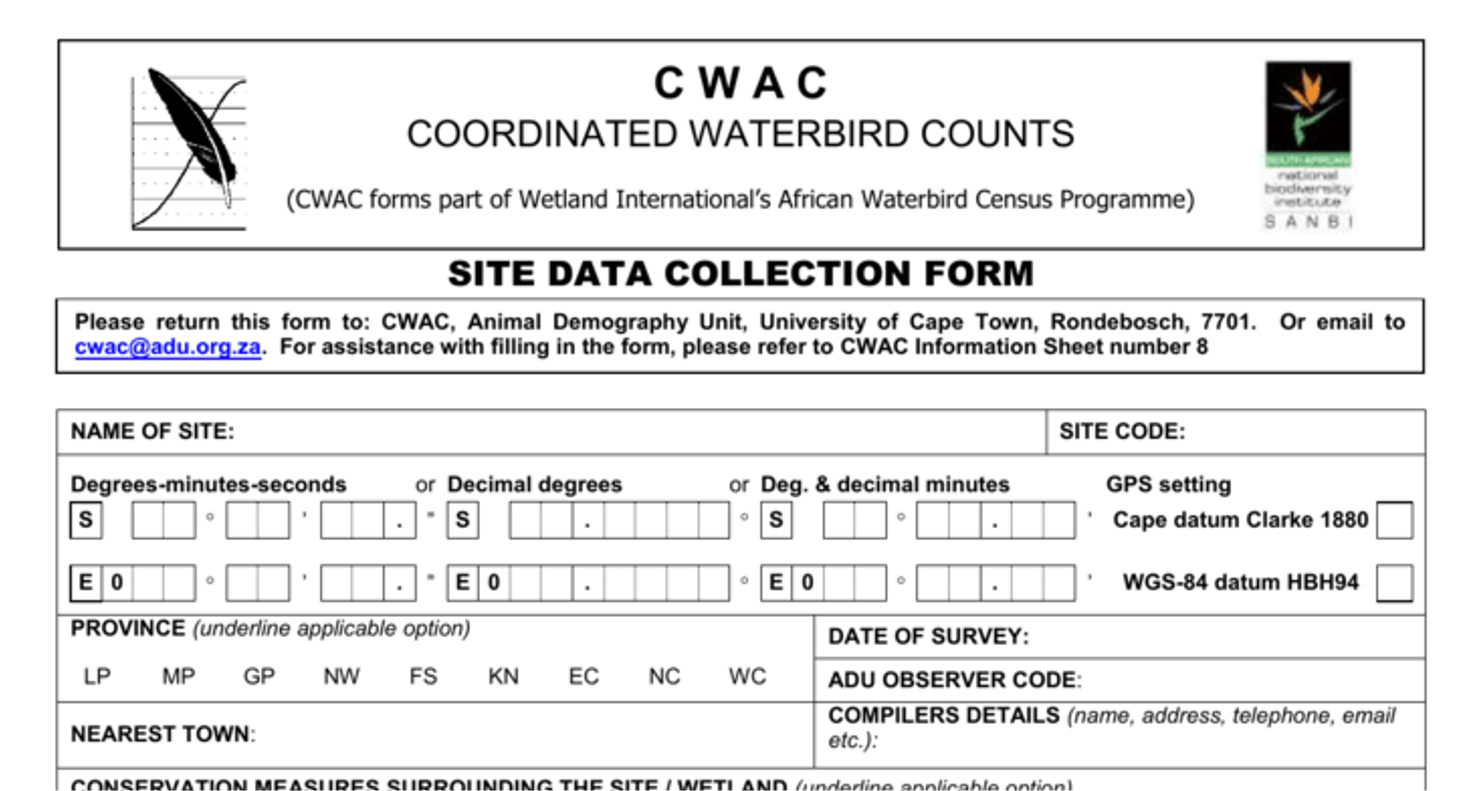 C W A C
COORDINATED WATERBIRD COUNTS
(CWAC forms part of Wetland International's African Waterbird Census Programme)
SOUTH AFRICAN
national
biodiversity
institute
S A N B I
SITE DATA COLLECTION FORM
Please return this form to: CWAC, Animal Demography Unit, University of Cape Town, Rondebosch, 7701. Or email to
cwac@adu.org.za. For assistance with filling in the form, please refer to CWAC Information Sheet number 8
NAME OF SITE: SITE CODE:
Degrees-minutes-seconds or Decimal degrees or Deg. & decimal minutes GPS setting
S ° ' . " S . ° S ° . ' Cape datum Clarke 1880
E 0 ° ' . " E 0 . ° E 0 ° . ' WGS-84 datum HBH94
PROVINCE (underline applicable option)
LP MP GP NW FS KN EC NC WC
DATE OF SURVEY:
ADU OBSERVER CODE:
NEAREST TOWN:
COMPILERS DETAILS (name, address, telephone, email
etc.):
CONSERVATION MEASURES SURROUNDING THE SITE / WETLAND (underline applicable option)